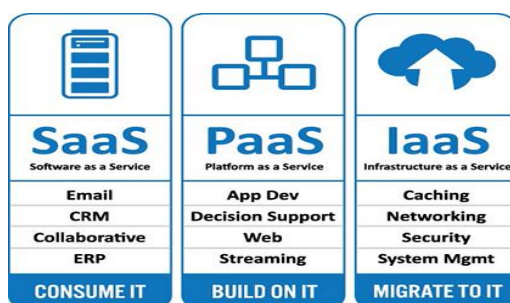 SaaS
Software as a Service
Email
CRM
Collaborative
ERP
CONSUME IT
PaaS
Platform as a Service
App Dev
Decision Support
Web
Streaming
BUILD ON IT
IaaS
Infrastructure as a Service
Caching
Networking
Security
System Mgmt
MIGRATE TO IT